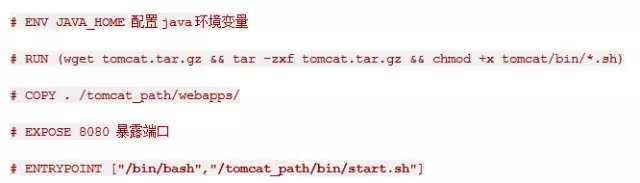 # ENV JAVA_HOME 配置java环境变量
# RUN (wget tomcat.tar.gz && tar -zxf tomcat.tar.gz && chmod +x tomcat/bin/*.sh)
# COPY . /tomcat_path/webapps/
# EXPOSE 8080 暴露端口
# ENTRYPOINT ["/bin/bash","/tomcat_path/bin/start.sh"]